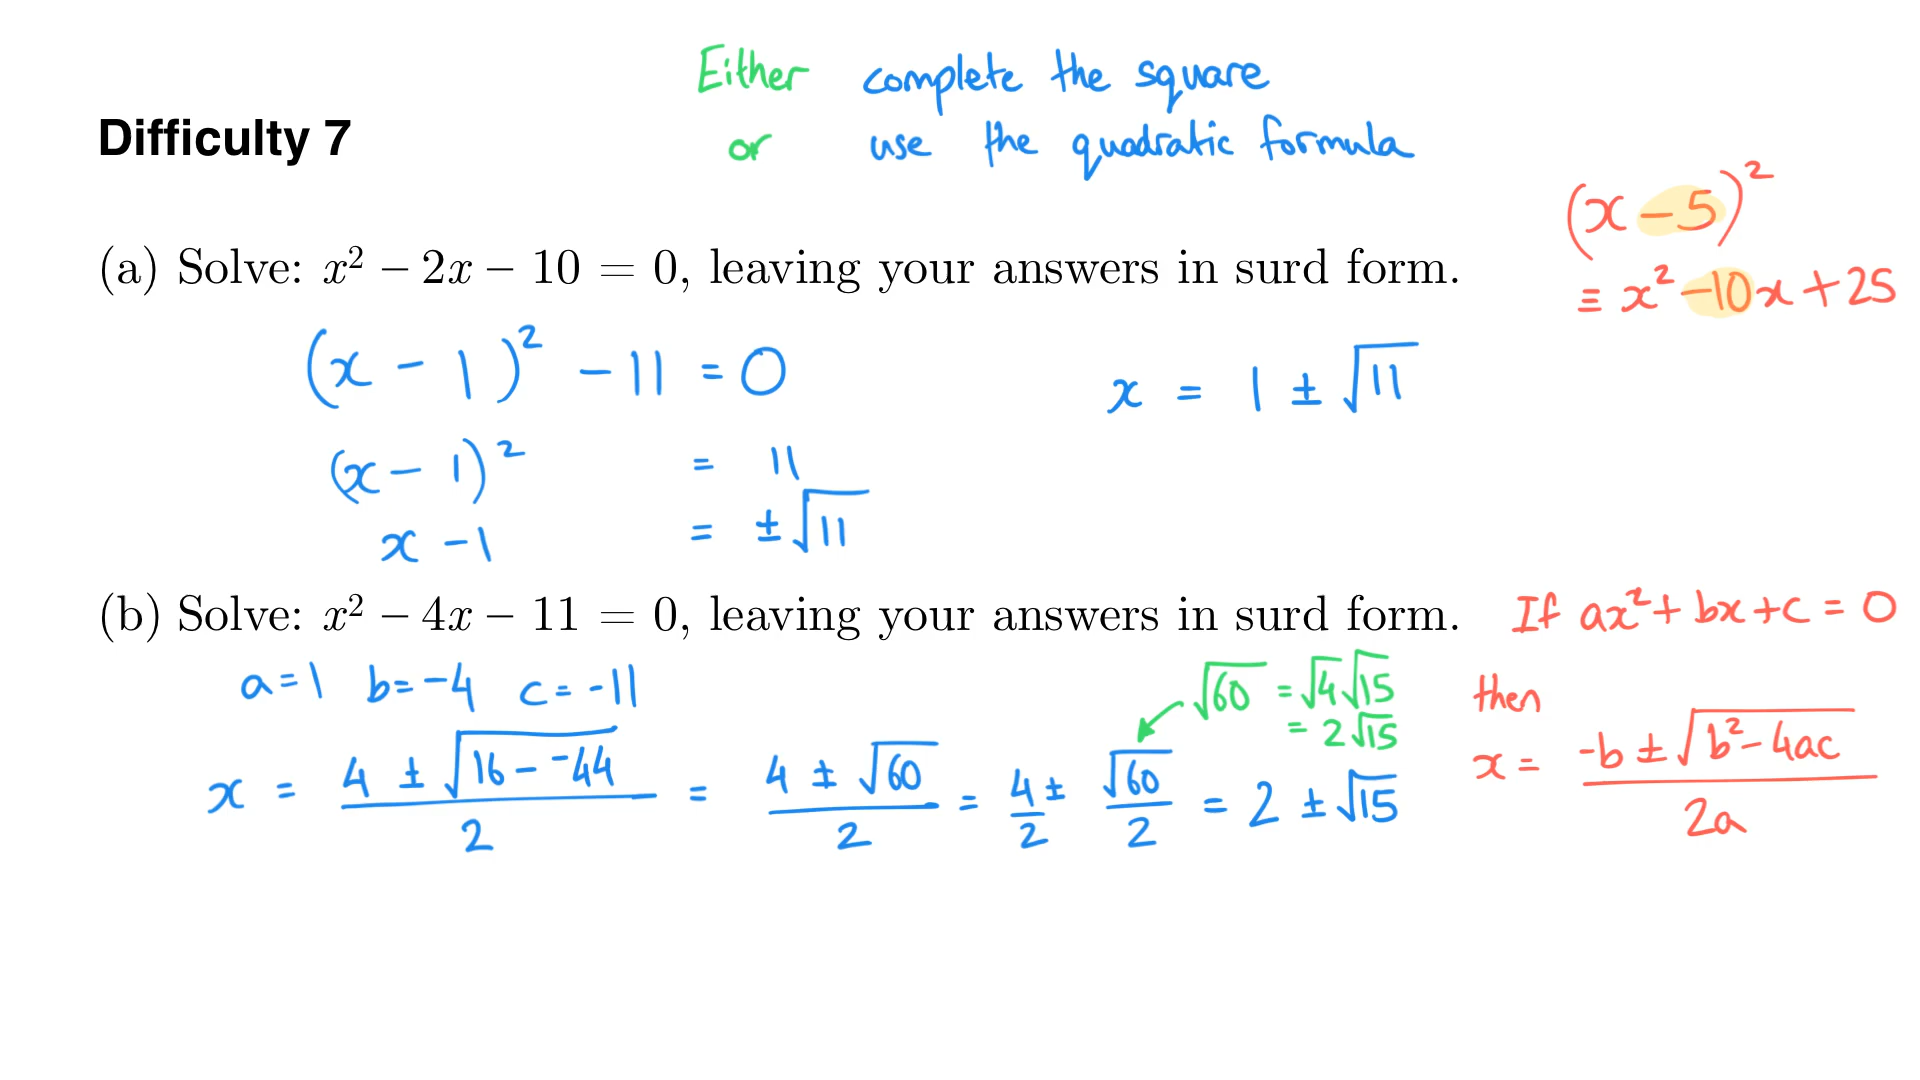 Either complete the square
Difficulty 7
or use the quadratic formula
(x - 5)²
≡ x² - 10x + 25
(a) Solve: x² − 2x − 10 = 0, leaving your answers in surd form.
(x - 1)² - 11 = 0
x = 1 ± √11
(x - 1)² = 11
x - 1 = ± √11
(b) Solve: x² − 4x − 11 = 0, leaving your answers in surd form.
If ax² + bx + c = 0
then
x = (-b ± √(b² - 4ac))/2a
a = 1 b = -4 c = -11
√60 = √4 √15
= 2√15
x = (4 ± √(16 - -44))/2 = (4 ± √60)/2 = 4/2 ± √60/2 = 2 ± √15